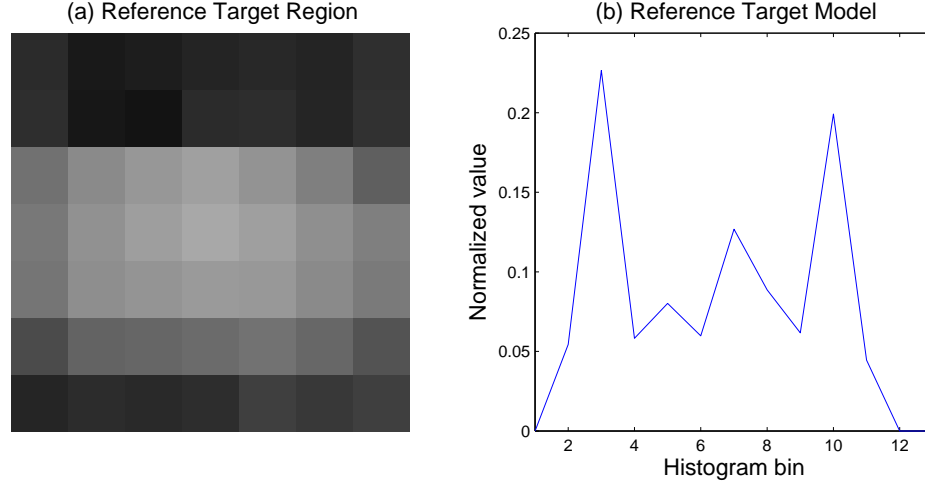 (a) Reference Target Region
(b) Reference Target Model
0.25
0.2
0.15
0.1
0.05
0
Normalized value
2 4 6 8 10 12
Histogram bin